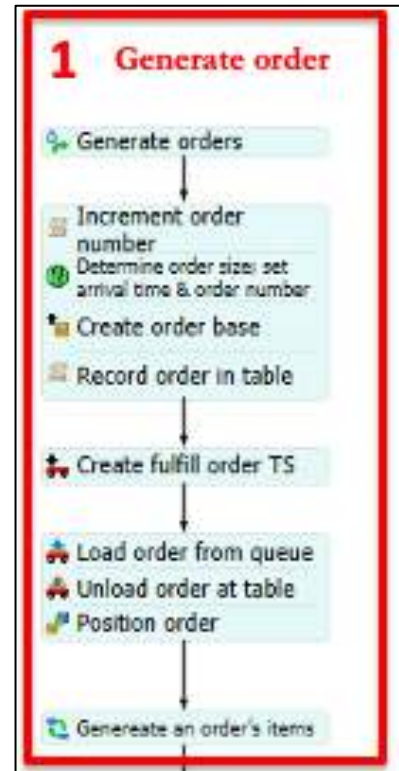 1 Generate order
Generate orders
Increment order
number
Determine order size; set
arrival time & order number
Create order base
Record order in table
Create fulfill order TS
Load order from queue
Unload order at table
Position order
Genereate an order's items